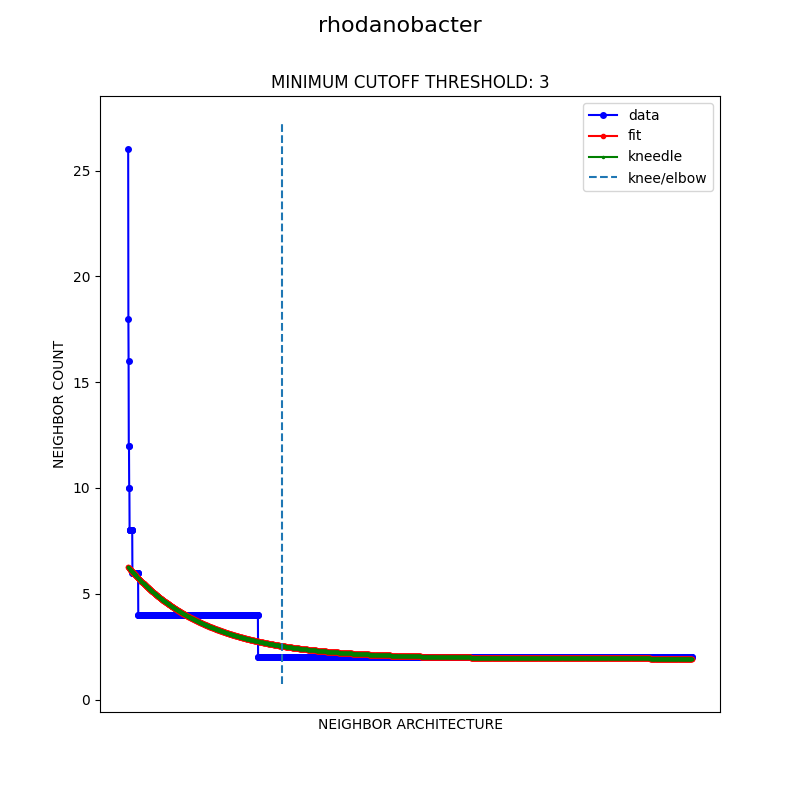 rhodanobacter
MINIMUM CUTOFF THRESHOLD: 3
data
fit
kneedle
knee/elbow
25
20
15
10
5
0
NEIGHBOR COUNT
NEIGHBOR ARCHITECTURE